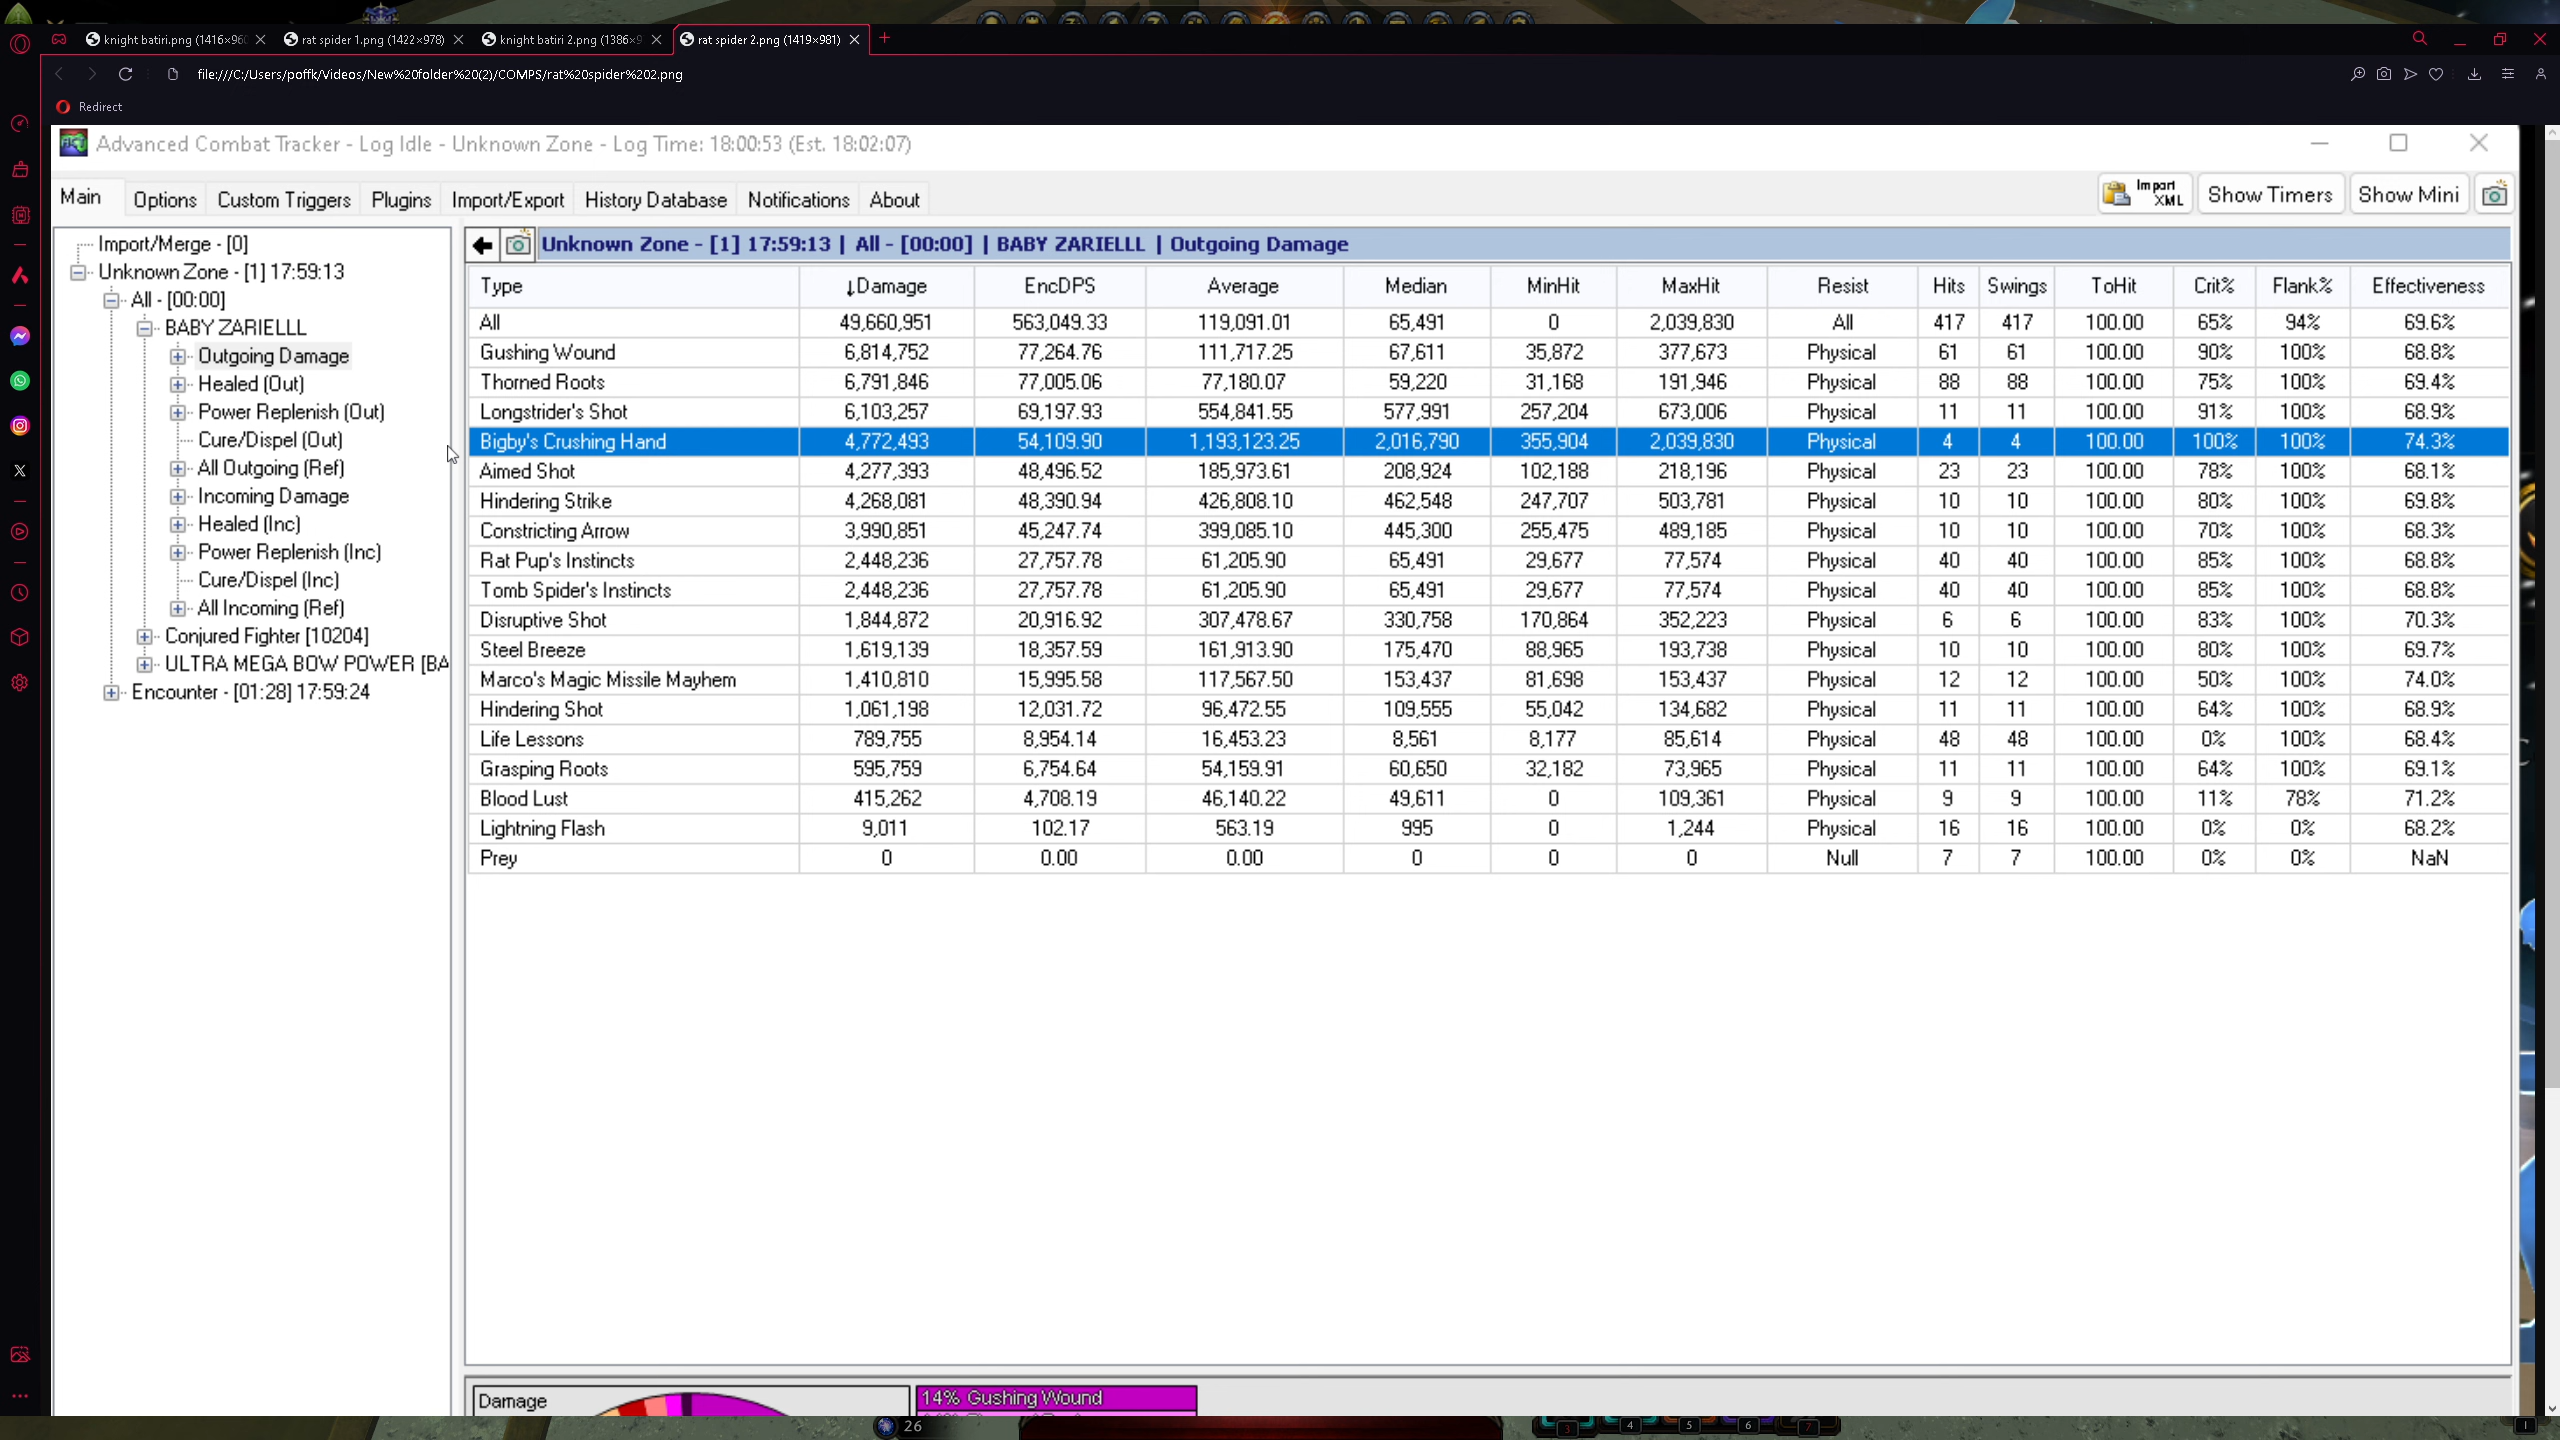 knight batiri.png (1416×960
rat spider 1.png (1422×978)
knight batiri 2.png (1386×9
rat spider 2.png (1419×981)
file:///C:/Users/poffk/Videos/New%20folder%20(2)/COMPS/rat%20spider%202.png
Redirect
Advanced Combat Tracker - Log Idle - Unknown Zone - Log Time: 18:00:53 (Est. 18:02:07)
Main Options Custom Triggers Plugins Import/Export History Database Notifications About
Import XML Show Timers Show Mini
Import/Merge - [0]
Unknown Zone - [1] 17:59:13
All - [00:00]
BABY ZARIELLL
Outgoing Damage
Healed (Out)
Power Replenish (Out)
Cure/Dispel (Out)
All Outgoing (Ref)
Incoming Damage
Healed (Inc)
Power Replenish (Inc)
Cure/Dispel (Inc)
All Incoming (Ref)
Conjured Fighter [10204]
ULTRA MEGA BOW POWER [BA
Encounter - [01:28] 17:59:24
Unknown Zone - [1] 17:59:13 | All - [00:00] | BABY ZARIELLL | Outgoing Damage
Type ↓Damage EncDPS Average Median MinHit MaxHit Resist Hits Swings ToHit Crit% Flank% Effectiveness
All 49,660,951 563,049.33 119,091.01 65,491 0 2,039,830 All 417 417 100.00 65% 94% 69.6%
Gushing Wound 6,814,752 77,264.76 111,717.25 67,611 35,872 377,673 Physical 61 61 100.00 90% 100% 68.8%
Thorned Roots 6,791,846 77,005.06 77,180.07 59,220 31,168 191,946 Physical 88 88 100.00 75% 100% 69.4%
Longstrider's Shot 6,103,257 69,197.93 554,841.55 577,991 257,204 673,006 Physical 11 11 100.00 91% 100% 68.9%
Bigby's Crushing Hand 4,772,493 54,109.90 1,193,123.25 2,016,790 355,904 2,039,830 Physical 4 4 100.00 100% 100% 74.3%
Aimed Shot 4,277,393 48,496.52 185,973.61 208,924 102,188 218,196 Physical 23 23 100.00 78% 100% 68.1%
Hindering Strike 4,268,081 48,390.94 426,808.10 462,548 247,707 503,781 Physical 10 10 100.00 80% 100% 69.8%
Constricting Arrow 3,990,851 45,247.74 399,085.10 445,300 255,475 489,185 Physical 10 10 100.00 70% 100% 68.3%
Rat Pup's Instincts 2,448,236 27,757.78 61,205.90 65,491 29,677 77,574 Physical 40 40 100.00 85% 100% 68.8%
Tomb Spider's Instincts 2,448,236 27,757.78 61,205.90 65,491 29,677 77,574 Physical 40 40 100.00 85% 100% 68.8%
Disruptive Shot 1,844,872 20,916.92 307,478.67 330,758 170,864 352,223 Physical 6 6 100.00 83% 100% 70.3%
Steel Breeze 1,619,139 18,357.59 161,913.90 175,470 88,965 193,738 Physical 10 10 100.00 80% 100% 69.7%
Marco's Magic Missile Mayhem 1,410,810 15,995.58 117,567.50 153,437 81,698 153,437 Physical 12 12 100.00 50% 100% 74.0%
Hindering Shot 1,061,198 12,031.72 96,472.55 109,555 55,042 134,682 Physical 11 11 100.00 64% 100% 68.9%
Life Lessons 789,755 8,954.14 16,453.23 8,561 8,177 85,614 Physical 48 48 100.00 0% 100% 68.4%
Grasping Roots 595,759 6,754.64 54,159.91 60,650 32,182 73,965 Physical 11 11 100.00 64% 100% 69.1%
Blood Lust 415,262 4,708.19 46,140.22 49,611 0 109,361 Physical 9 9 100.00 11% 78% 71.2%
Lightning Flash 9,011 102.17 563.19 995 0 1,244 Physical 16 16 100.00 0% 0% 68.2%
Prey 0 0.00 0.00 0 0 0 Null 7 7 100.00 0% 0% NaN
Damage
14% Gushing Wound
26
3 4 5 6 7